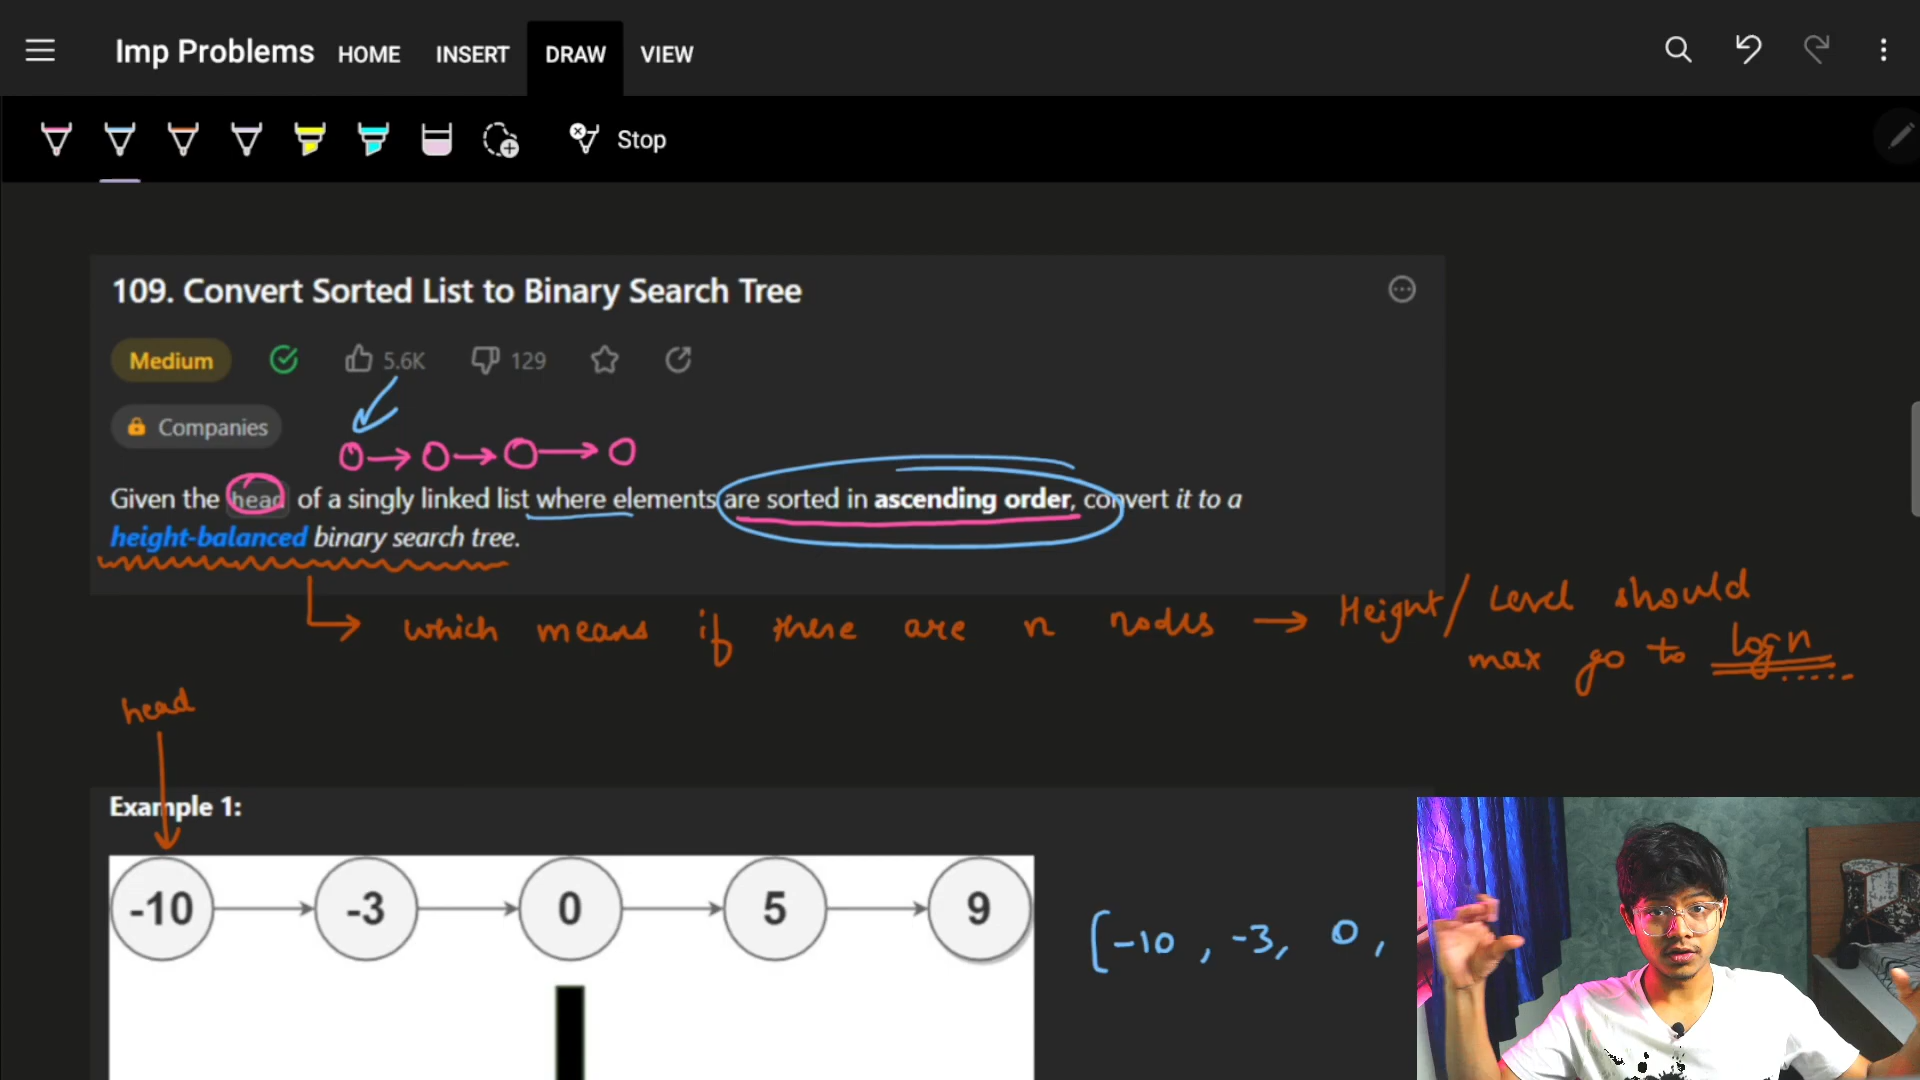 Imp Problems HOME INSERT DRAW VIEW
Stop
109. Convert Sorted List to Binary Search Tree
Medium 5.6K 129
Companies
Given the head of a singly linked list where elements are sorted in ascending order, convert it to a
height-balanced binary search tree.
which means if there are n nodes → Height/Level should
max go to log n
head
Example 1:
-10 -3 0 5 9
[-10, -3, 0,